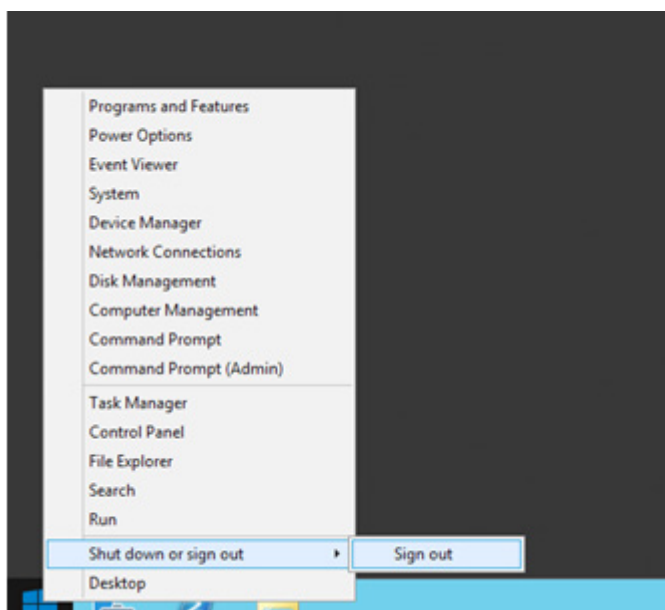 Programs and Features
Power Options
Event Viewer
System
Device Manager
Network Connections
Disk Management
Computer Management
Command Prompt
Command Prompt (Admin)
Task Manager
Control Panel
File Explorer
Search
Run
Shut down or sign out Sign out
Desktop